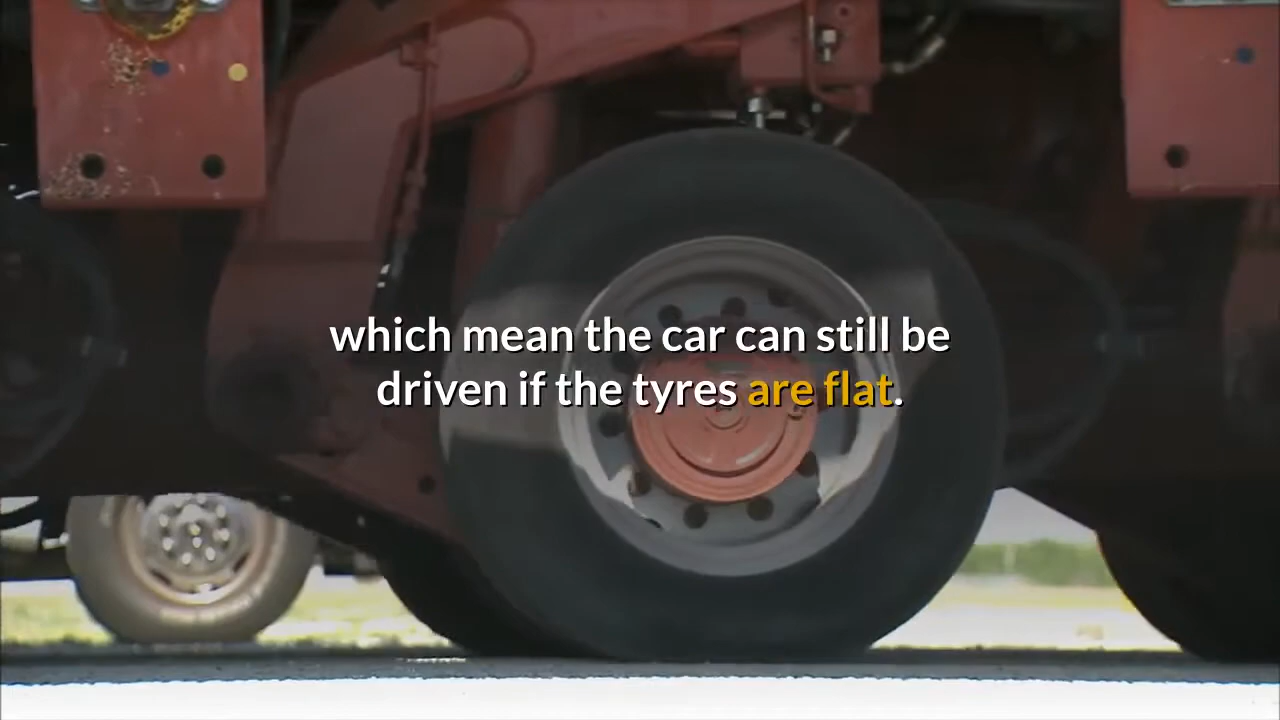 which mean the car can still be
driven if the tyres are flat.